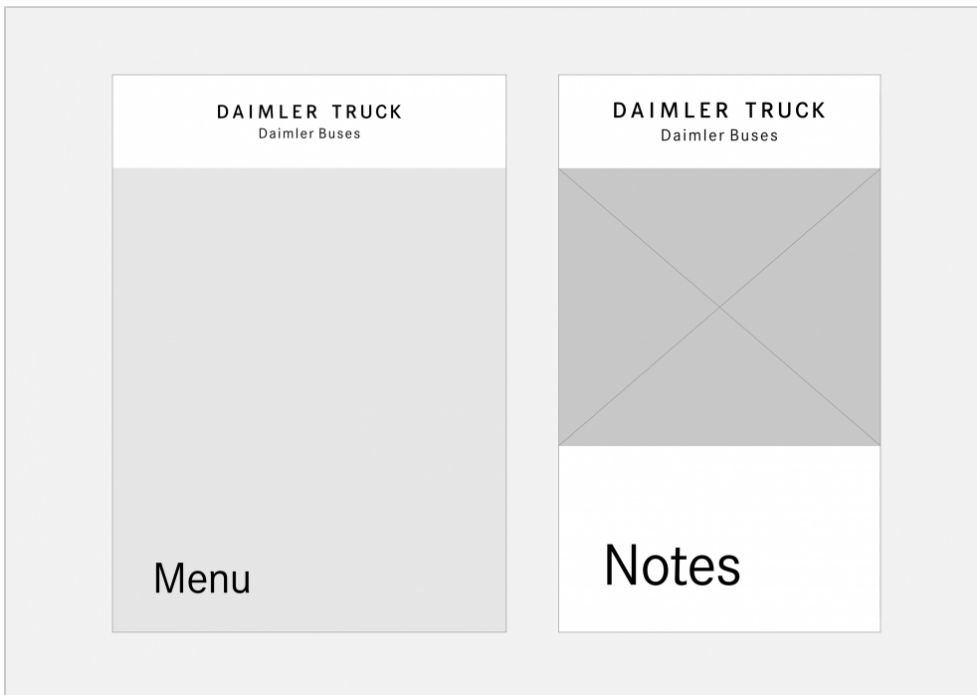 DAIMLER TRUCK
Daimler Buses
Menu
DAIMLER TRUCK
Daimler Buses
Notes